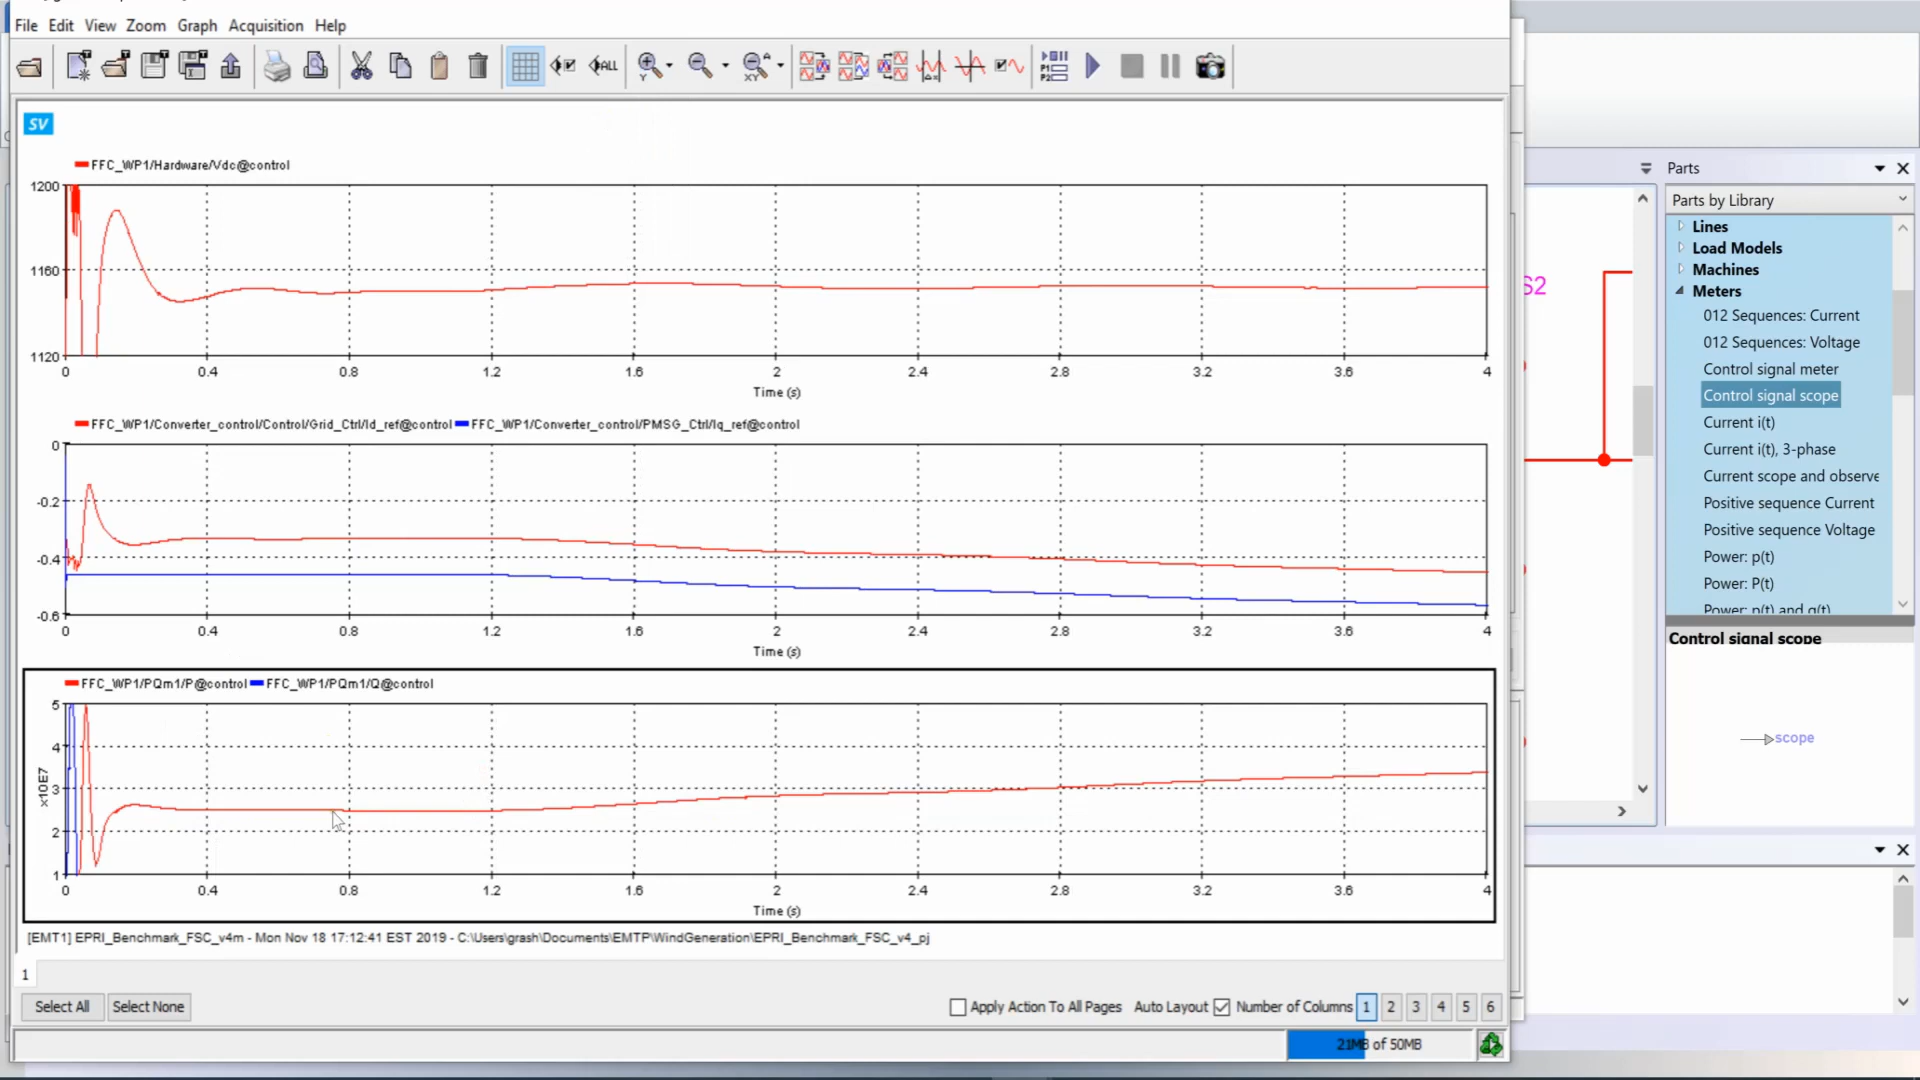 File Edit View Zoom Graph Acquisition Help
T T T T
Y XY ALL P1 P2
SV
FFC_WP1/Hardware/Vdc@control
1200
1160
1120
0 0.4 0.8 1.2 1.6 2 2.4 2.8 3.2 3.6 4
Time (s)
FFC_WP1/Converter_control/Control/Grid_Ctrl/Id_ref@control FFC_WP1/Converter_control/PMSG_Ctrl/Iq_ref@control
0
-0.2
-0.4
-0.6
0 0.4 0.8 1.2 1.6 2 2.4 2.8 3.2 3.6 4
Time (s)
FFC_WP1/PQm1/P@control FFC_WP1/PQm1/Q@control
x10E7
5
4
3
2
1
0 0.4 0.8 1.2 1.6 2 2.4 2.8 3.2 3.6 4
Time (s)
[EMT1] EPRI_Benchmark_FSC_v4m - Mon Nov 18 17:12:41 EST 2019 - C:\Users\grash\Documents\EMTP\WindGeneration\EPRI_Benchmark_FSC_v4_pj
1
Select All Select None Apply Action To All Pages Auto Layout Number of Columns 1 2 3 4 5 6
21MB of 50MB
S2
Parts
Parts by Library
Lines
Load Models
Machines
Meters
012 Sequences: Current
012 Sequences: Voltage
Control signal meter
Control signal scope
Current i(t)
Current i(t), 3-phase
Current scope and observe
Positive sequence Current
Positive sequence Voltage
Power: p(t)
Power: P(t)
Power: p(t) and q(t)
Control signal scope
scope